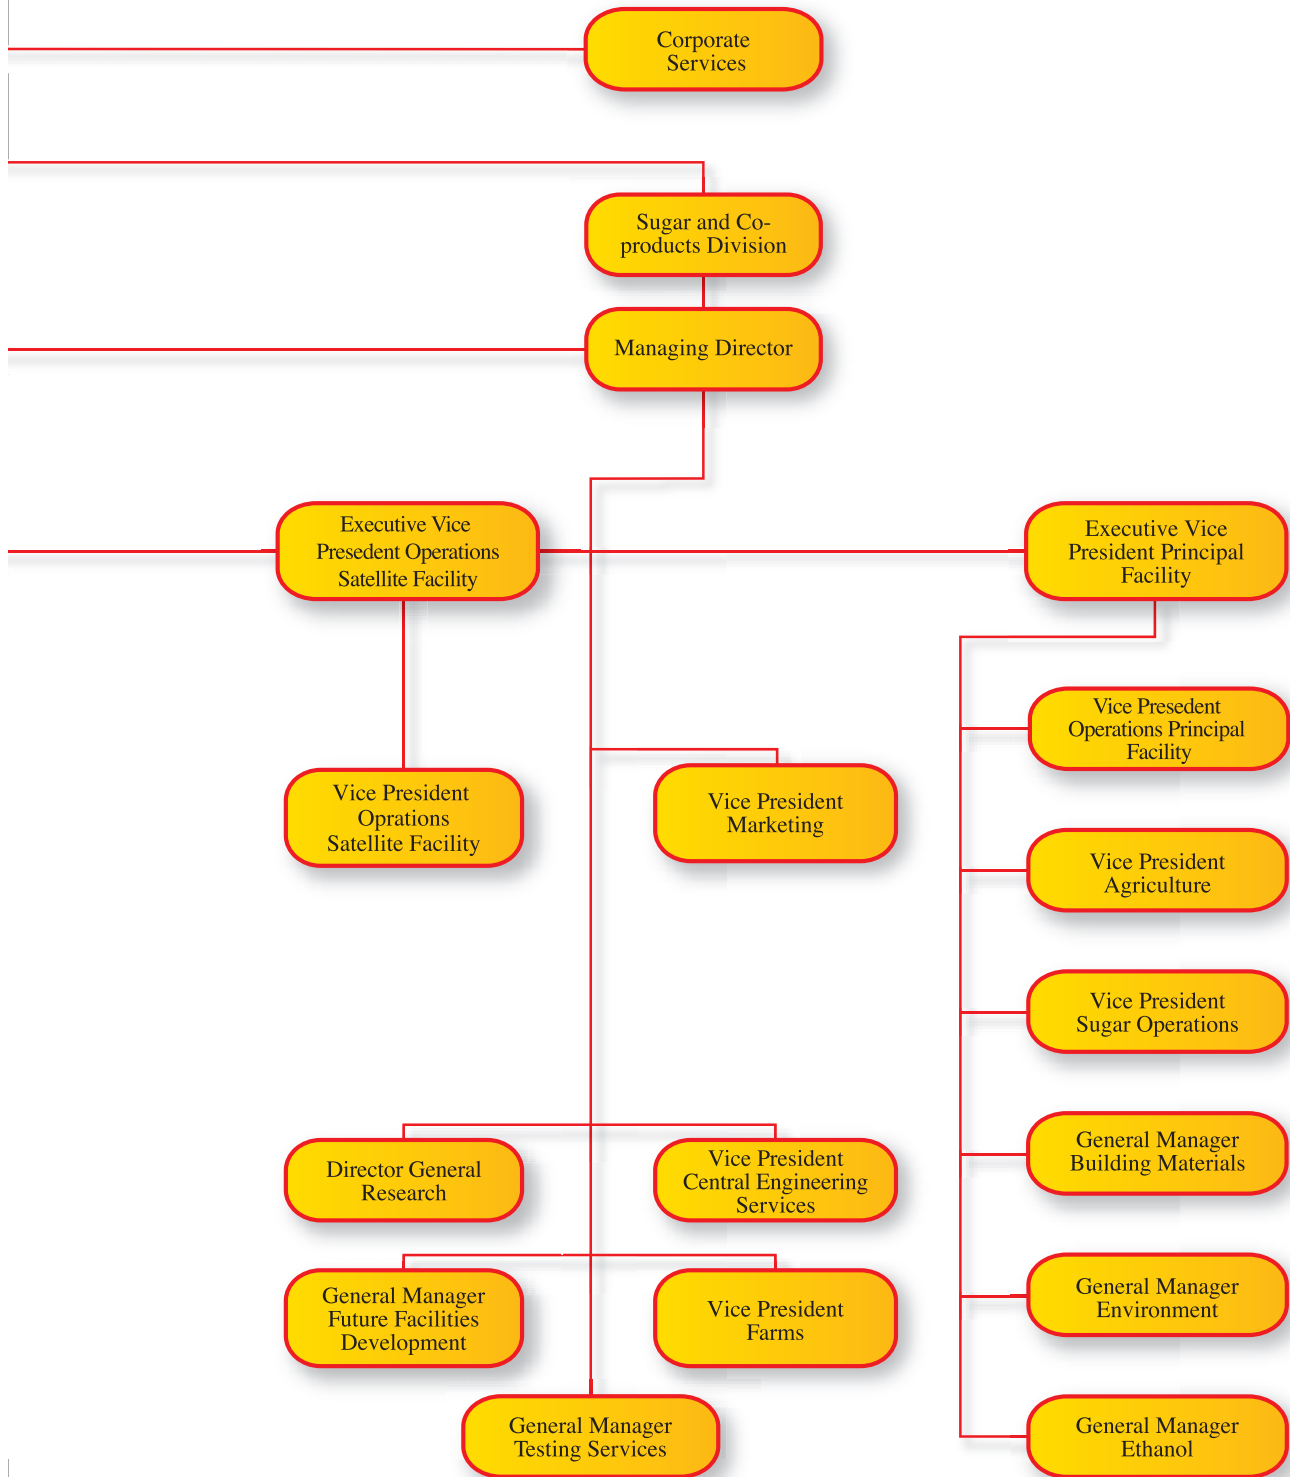 Corporate
Services
Sugar and Co-
products Division
Managing Director
Executive Vice
Presedent Operations
Satellite Facility
Executive Vice
President Principal
Facility
Vice Presedent
Operations Principal
Facility
Vice President
Oprations
Satellite Facility
Vice President
Marketing
Vice President
Agriculture
Vice President
Sugar Operations
Director General
Research
Vice President
Central Engineering
Services
General Manager
Building Materials
General Manager
Future Facilities
Development
Vice President
Farms
General Manager
Environment
General Manager
Testing Services
General Manager
Ethanol